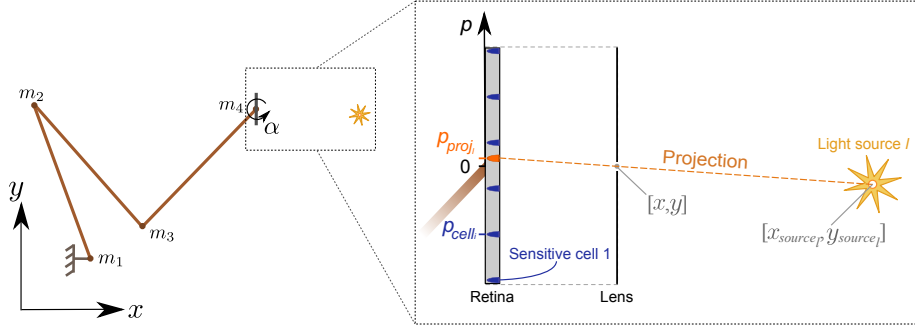 m₂
m₄
α
y
m₃
m₁
x
p
p_proj_l
0
p_cell_i
Projection
Light source l
[x,y]
[x_source_l, y_source_l]
Sensitive cell 1
Retina
Lens